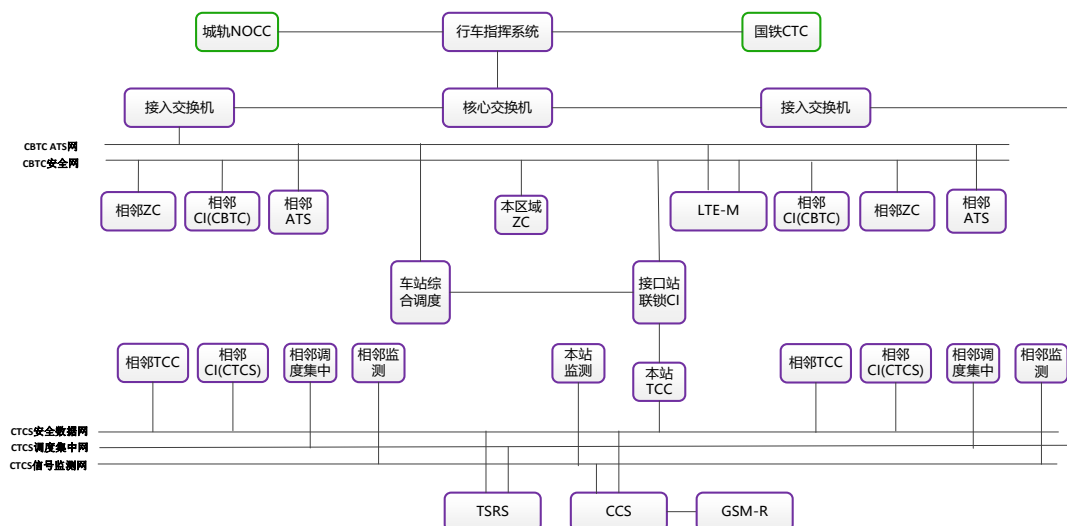 城轨NOCC
行车指挥系统
国铁CTC
接入交换机
核心交换机
接入交换机
CBTC ATS网
CBTC安全网
相邻ZC
相邻
CI(CBTC)
相邻
ATS
本区域
ZC
LTE-M
相邻
CI(CBTC)
相邻ZC
相邻
ATS
车站综
合调度
接口站
联锁CI
相邻TCC
相邻
CI(CTCS)
相邻调
度集中
相邻监
测
本站
监测
本站
TCC
相邻TCC
相邻
CI(CTCS)
相邻调
度集中
相邻监
测
CTCS安全数据网
CTCS调度集中网
CTCS信号监测网
TSRS
CCS
GSM-R